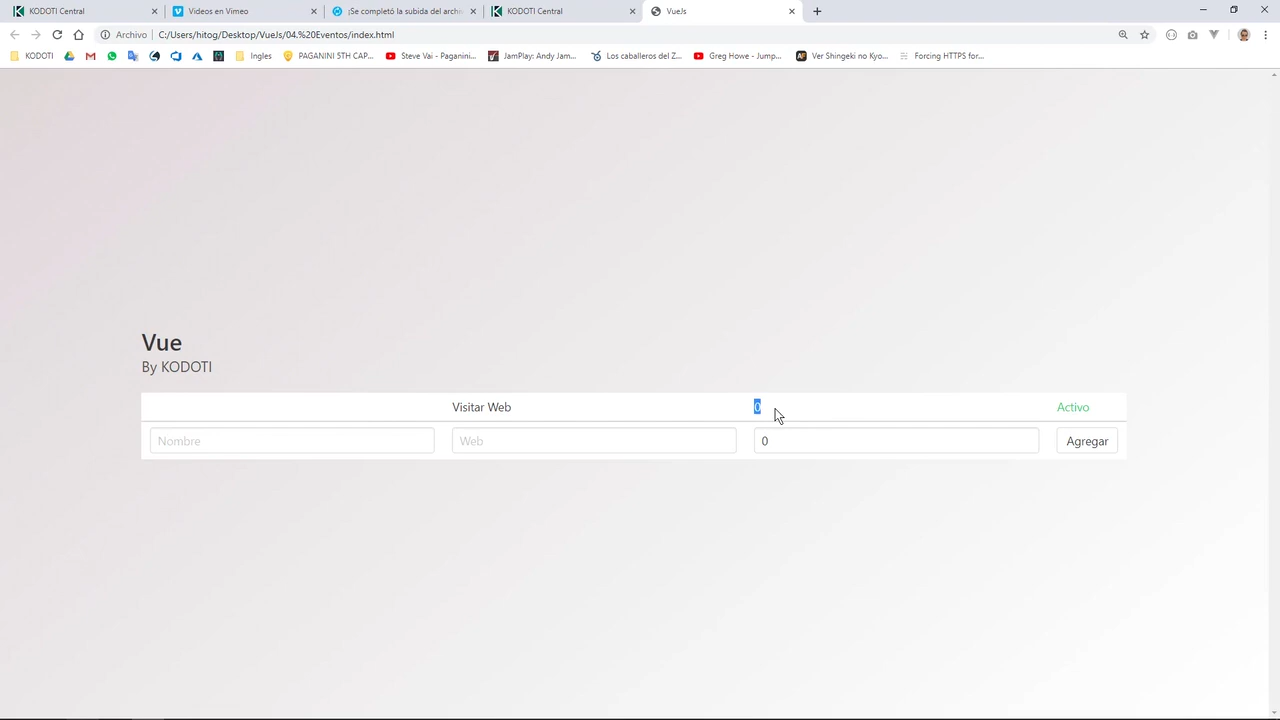 KODOTI Central
Videos en Vimeo
¡Se completó la subida del archi
KODOTI Central
VueJs
Archivo
C:/Users/hitog/Desktop/VueJs/04.%20Eventos/index.html
KODOTI
Ingles
PAGANINI 5TH CAP...
Steve Vai - Paganini...
JamPlay: Andy Jam...
Los caballeros del Z...
Greg Howe - Jump...
Ver Shingeki no Kyo...
Forcing HTTPS for...
Vue
By KODOTI
Visitar Web 0 Activo
Nombre Web 0 Agregar